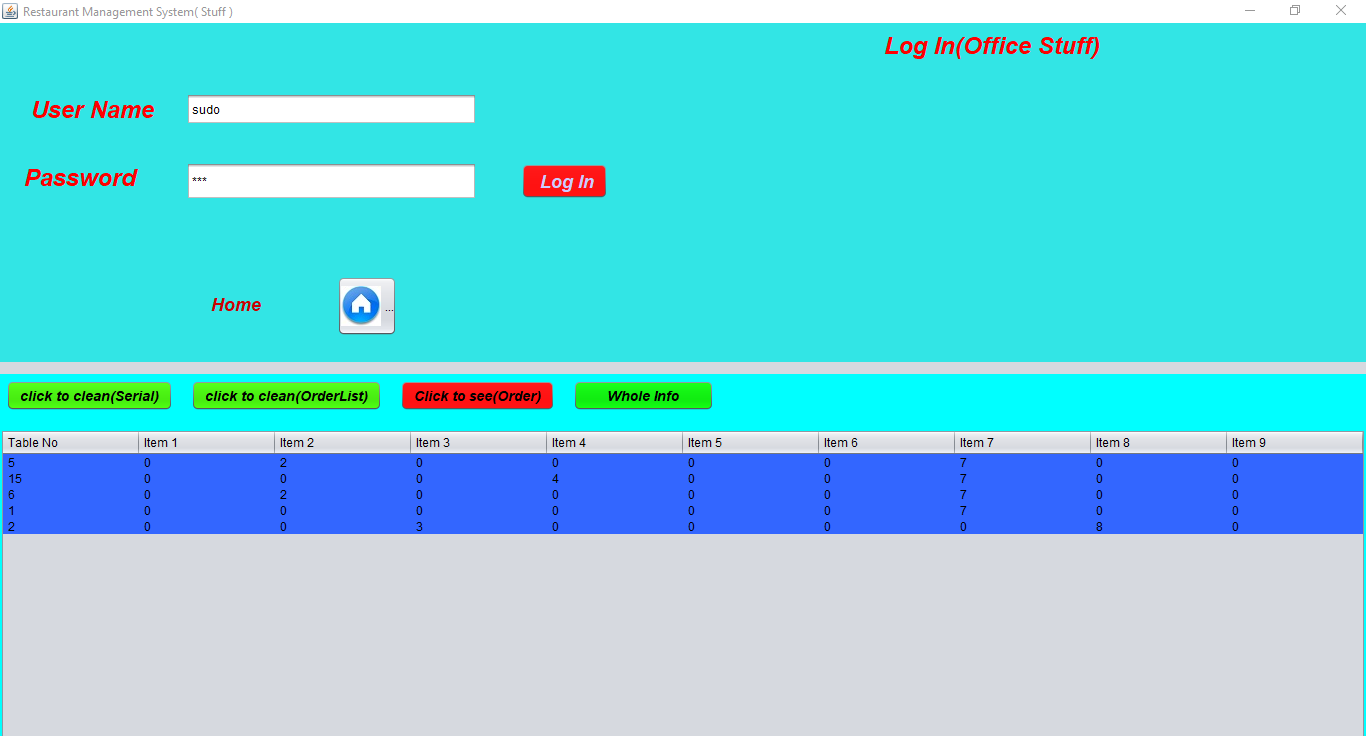 Restaurant Management System( Stuff )
Log In(Office Stuff)
User Name sudo
Password *** Log In
Home ...
click to clean(Serial) click to clean(OrderList) Click to see(Order) Whole Info
Table No Item 1 Item 2 Item 3 Item 4 Item 5 Item 6 Item 7 Item 8 Item 9
5 0 2 0 0 0 0 7 0 0
15 0 0 0 4 0 0 7 0 0
6 0 2 0 0 0 0 7 0 0
1 0 0 0 0 0 0 7 0 0
2 0 0 3 0 0 0 0 8 0